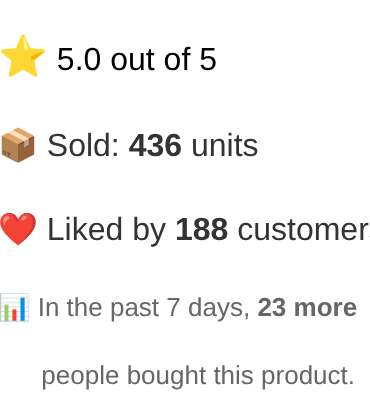 ⭐ 5.0 out of 5
📦 Sold: 436 units
❤️ Liked by 188 customer
📊 In the past 7 days, 23 more
people bought this product.